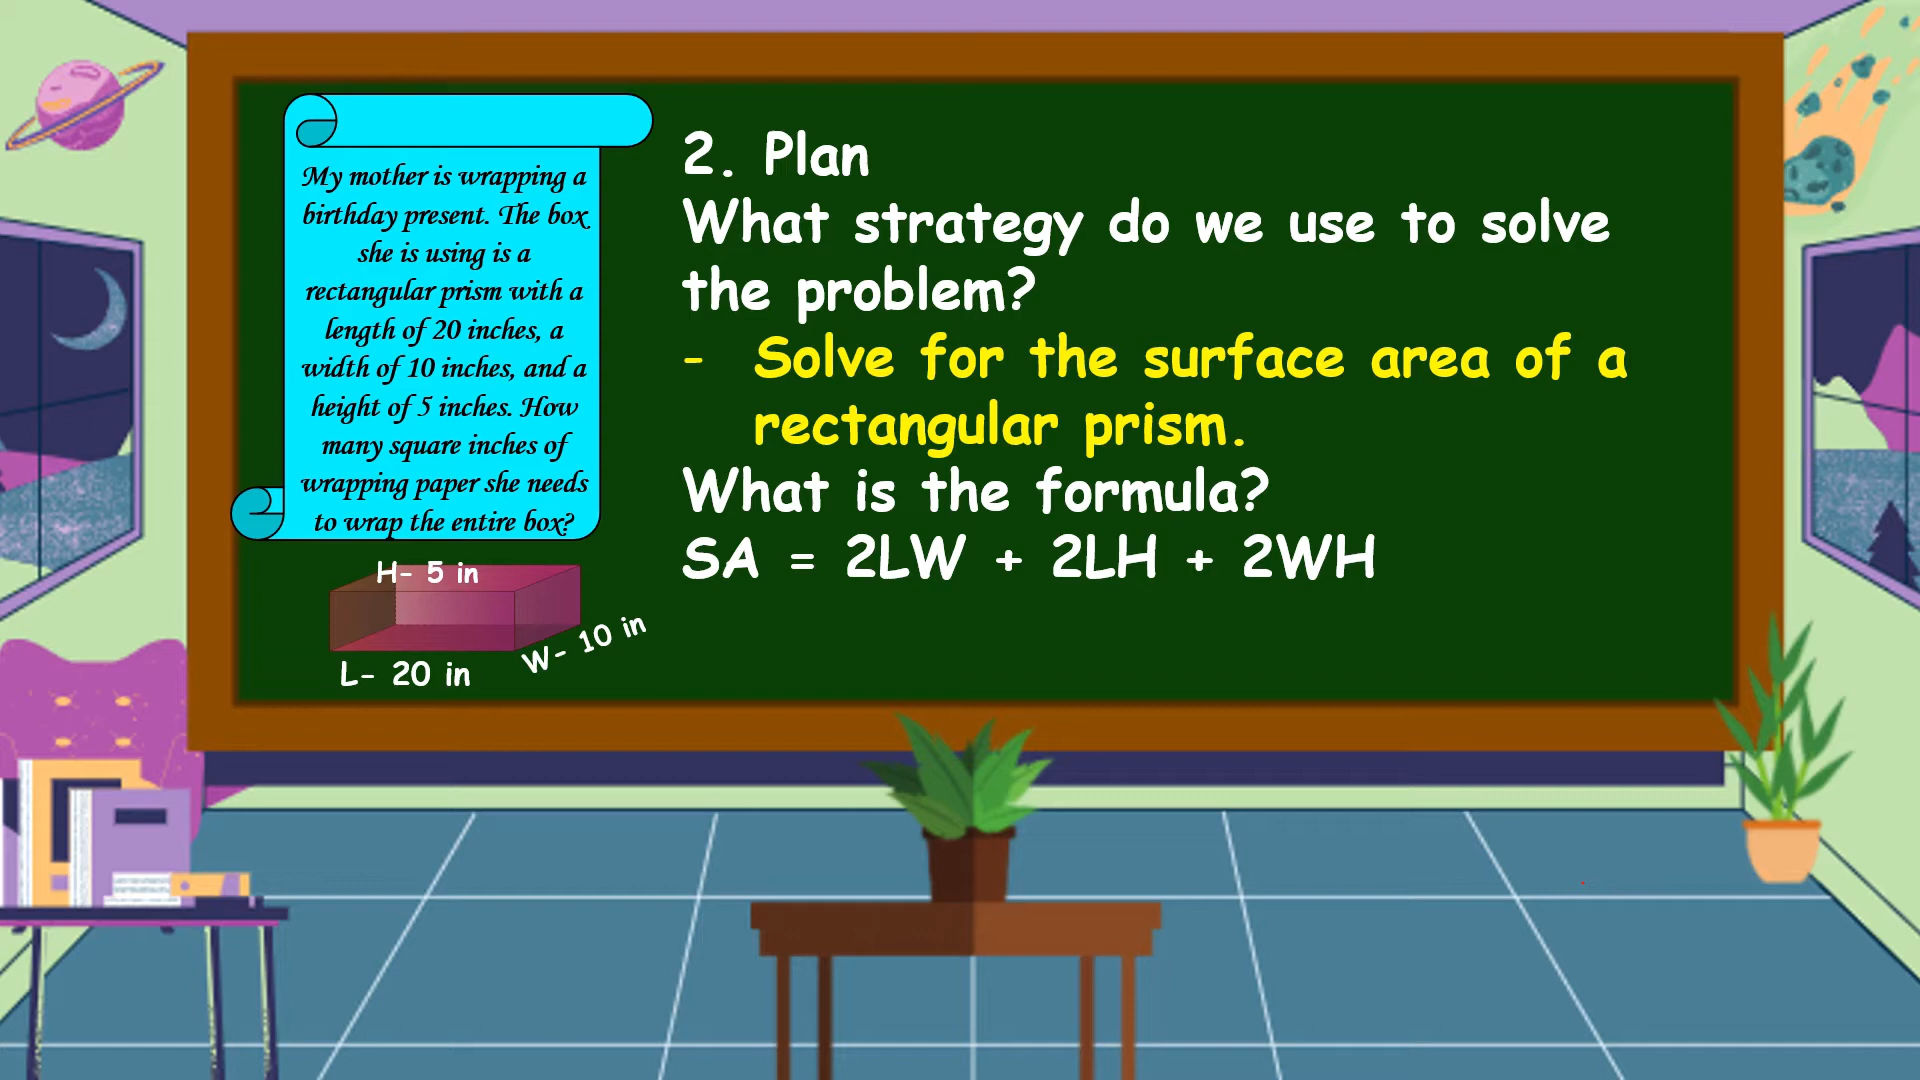 My mother is wrapping a
birthday present. The box
she is using is a
rectangular prism with a
length of 20 inches, a
width of 10 inches, and a
height of 5 inches. How
many square inches of
wrapping paper she needs
to wrap the entire box?
H- 5 in
W- 10 in
L- 20 in
2. Plan
What strategy do we use to solve
the problem?
- Solve for the surface area of a
rectangular prism.
What is the formula?
SA = 2LW + 2LH + 2WH